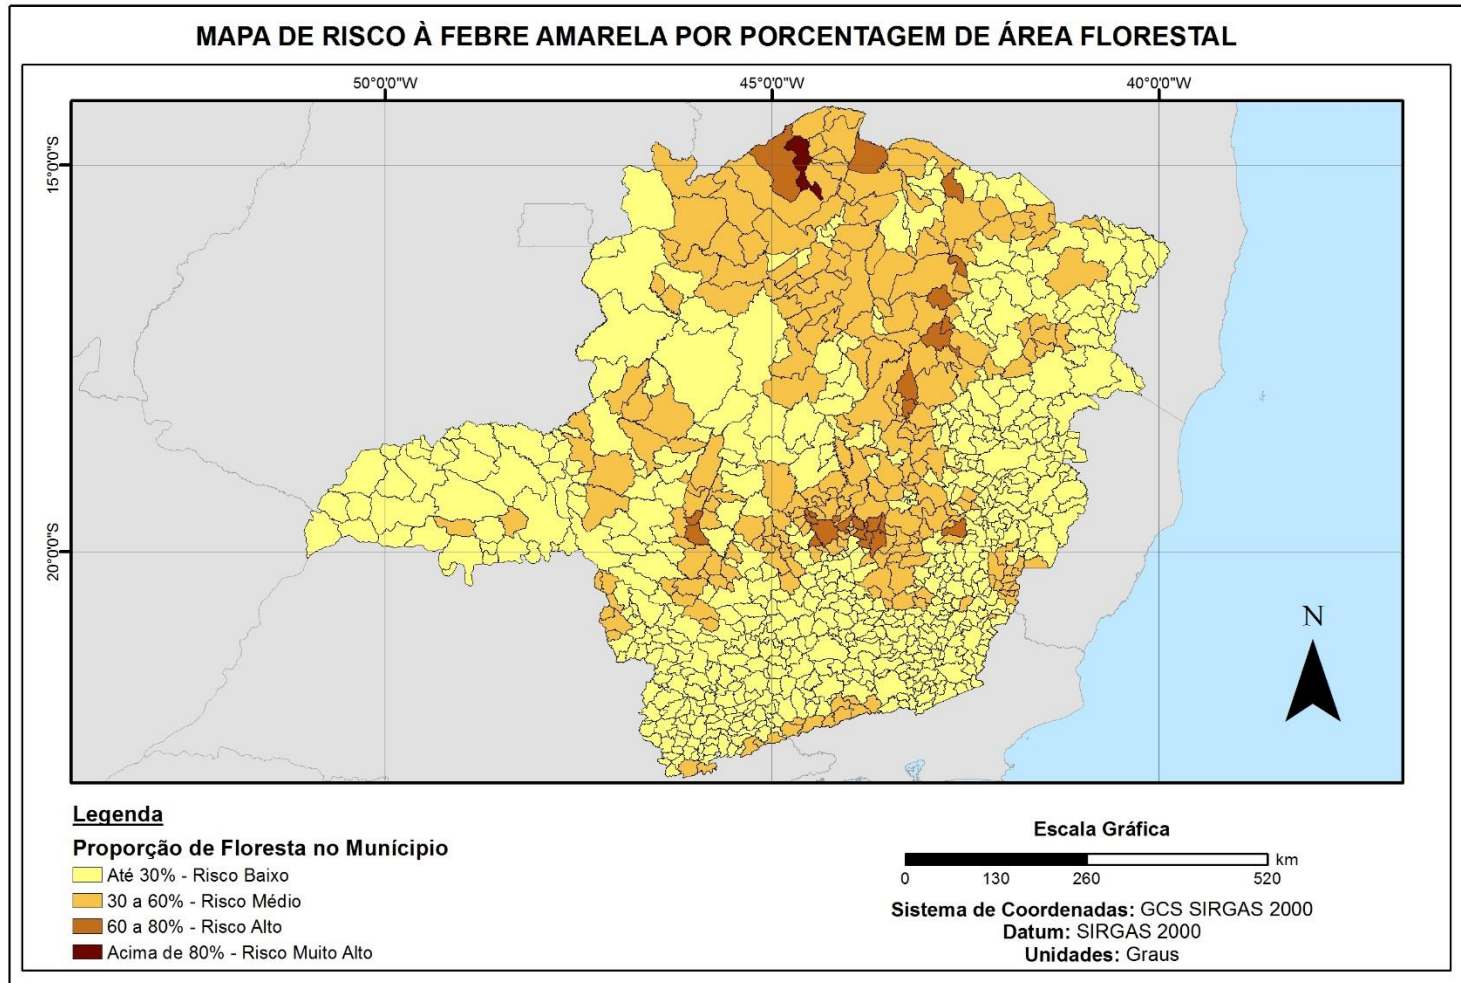 MAPA DE RISCO À FEBRE AMARELA POR PORCENTAGEM DE ÁREA FLORESTAL
50°0'0"W
45°0'0"W
40°0'0"W
15°0'0"S
20°0'0"S
N
Legenda
Proporção de Floresta no Munícipio
Até 30% - Risco Baixo
30 a 60% - Risco Médio
60 a 80% - Risco Alto
Acima de 80% - Risco Muito Alto
Escala Gráfica
km
0 130 260 520
Sistema de Coordenadas: GCS SIRGAS 2000
Datum: SIRGAS 2000
Unidades: Graus